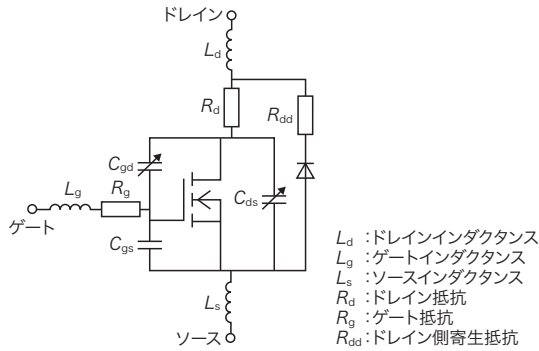 ドレイン
Ld
Rd
Rdd
Cgd
Lg
Rg
Cds
ゲート
Cgs
Ls
ソース
Ld :ドレインインダクタンス
Lg :ゲートインダクタンス
Ls :ソースインダクタンス
Rd :ドレイン抵抗
Rg :ゲート抵抗
Rdd :ドレイン側寄生抵抗